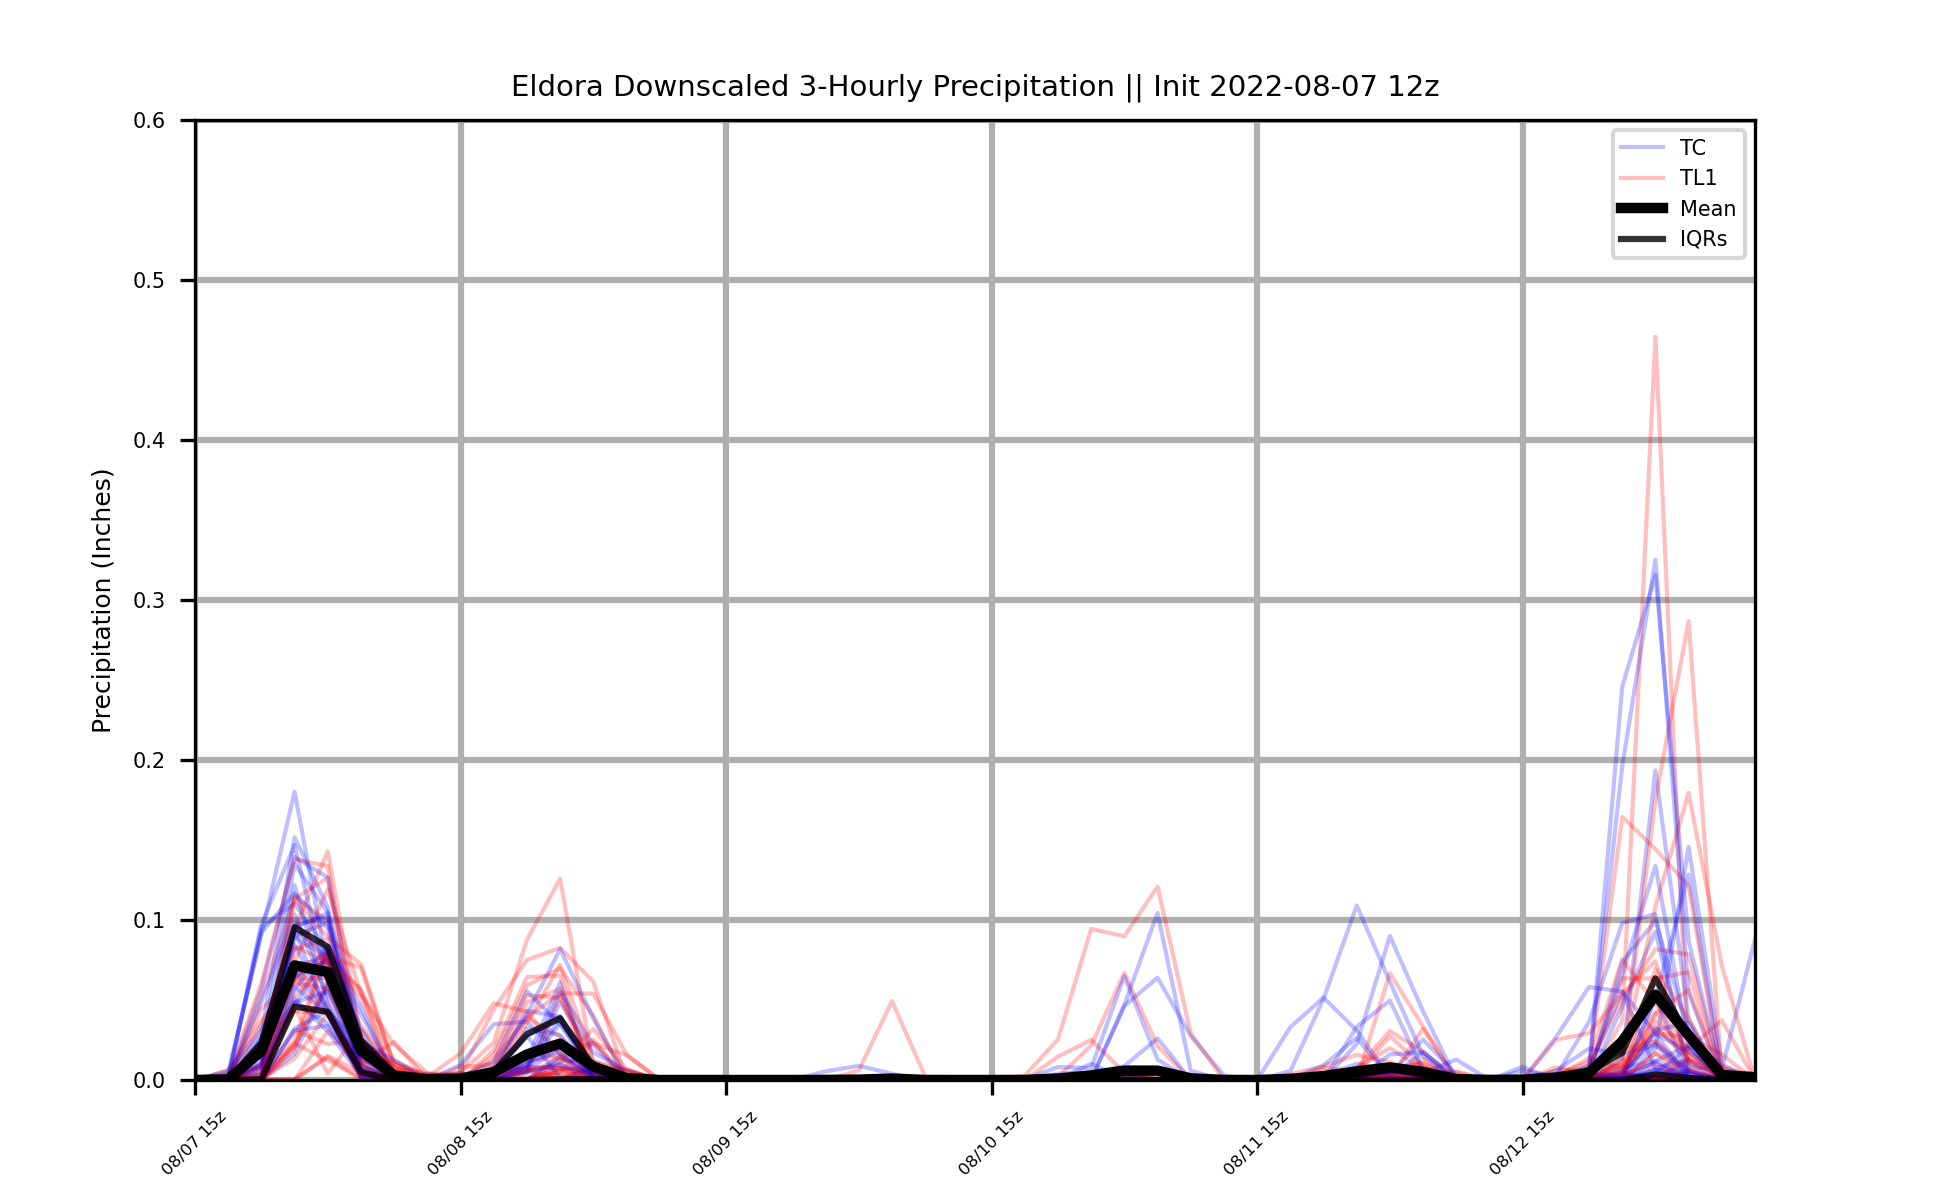 Eldora Downscaled 3-Hourly Precipitation || Init 2022-08-07 12z
Precipitation (Inches)
0.6
0.5
0.4
0.3
0.2
0.1
0.0
TC
TL1
Mean
IQRs
08/07 15z
08/08 15z
08/09 15z
08/10 15z
08/11 15z
08/12 15z